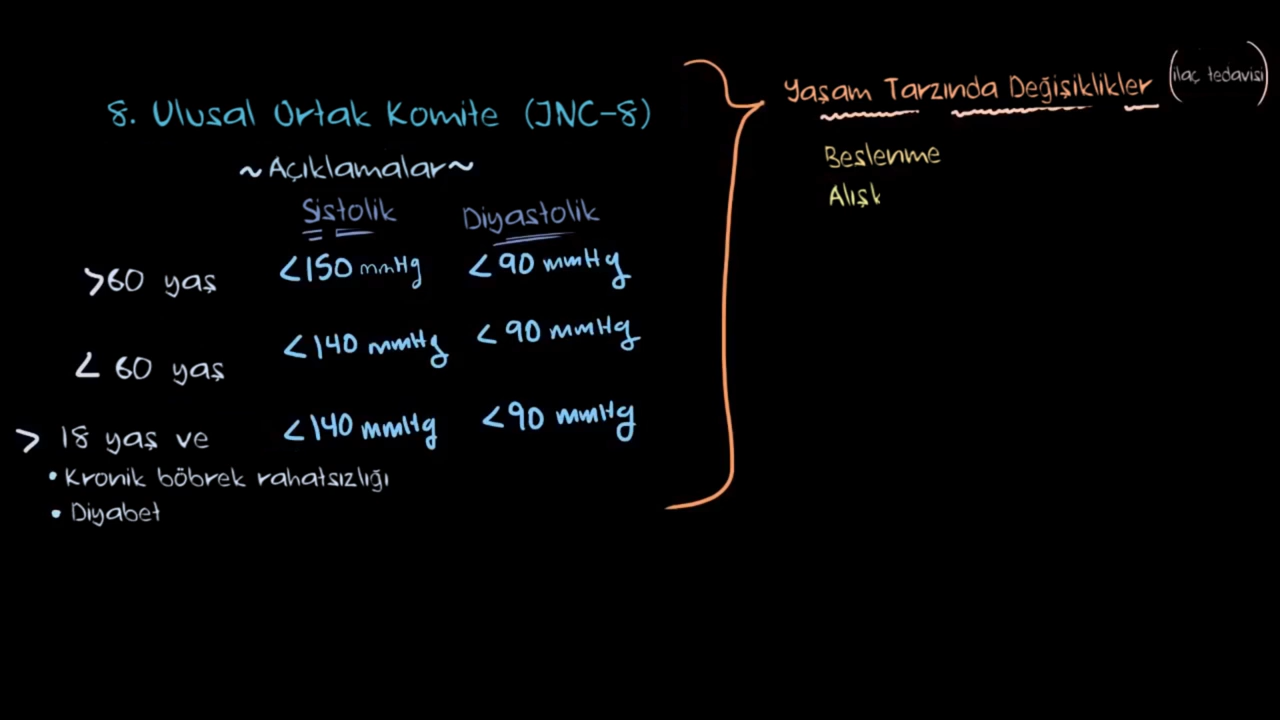 8. Ulusal Ortak Komite (JNC-8)
~Açıklamalar~
Sistolik Diyastolik
>60 yaş <150 mmHg <90 mmHg
< 60 yaş <140 mmHg <90 mmHg
> 18 yaş ve <140 mmHg <90 mmHg
• Kronik böbrek rahatsızlığı
• Diyabet
Yaşam Tarzında Değişiklikler (ilaç tedavisi)
Beslenme
Alışk